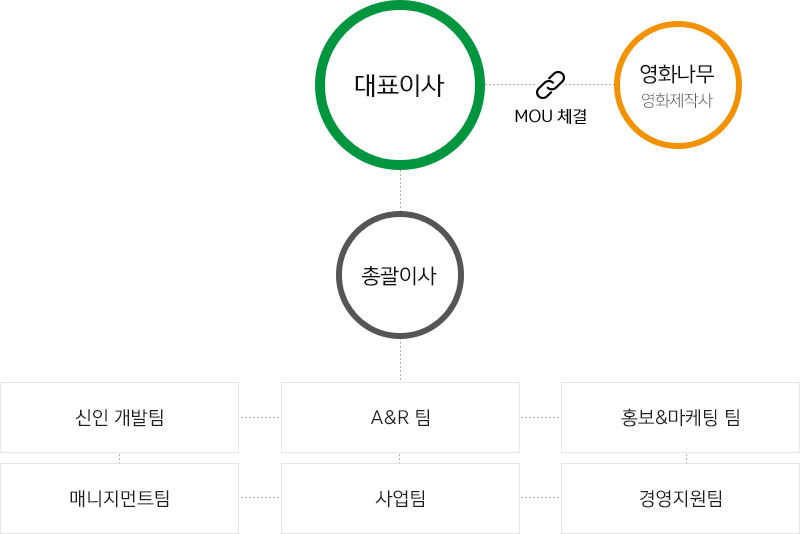 대표이사
영화나무
영화제작사
MOU 체결
총괄이사
신인 개발팀
A&R 팀
홍보&마케팅 팀
매니지먼트팀
사업팀
경영지원팀